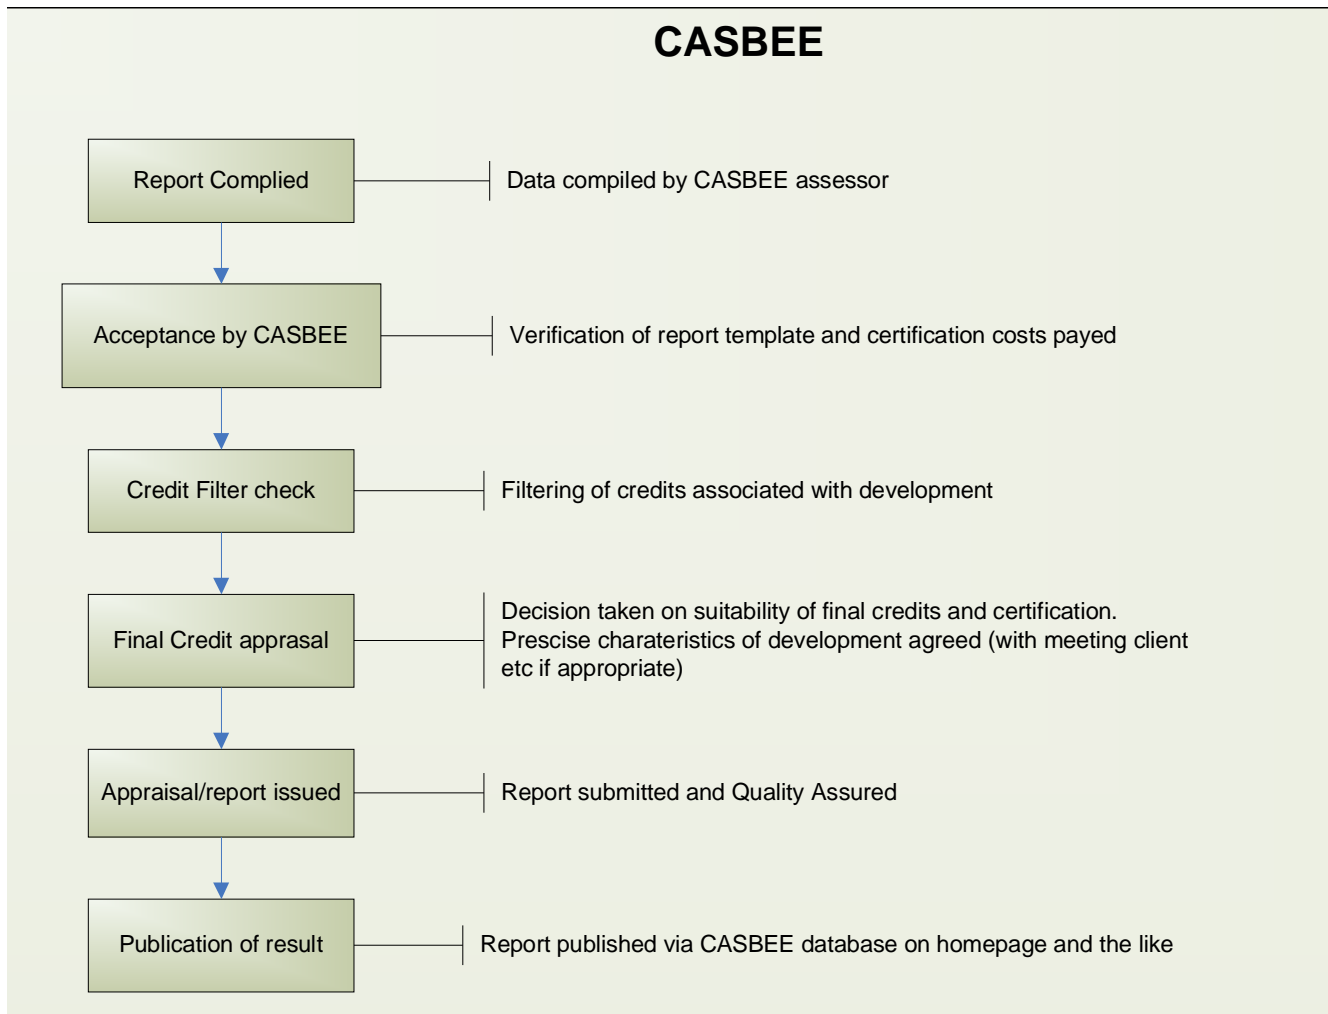 CASBEE
Report Complied
Data compiled by CASBEE assessor
Acceptance by CASBEE
Verification of report template and certification costs payed
Credit Filter check
Filtering of credits associated with development
Final Credit apprasal
Decision taken on suitability of final credits and certification.
Prescise charateristics of development agreed (with meeting client
etc if appropriate)
Appraisal/report issued
Report submitted and Quality Assured
Publication of result
Report published via CASBEE database on homepage and the like